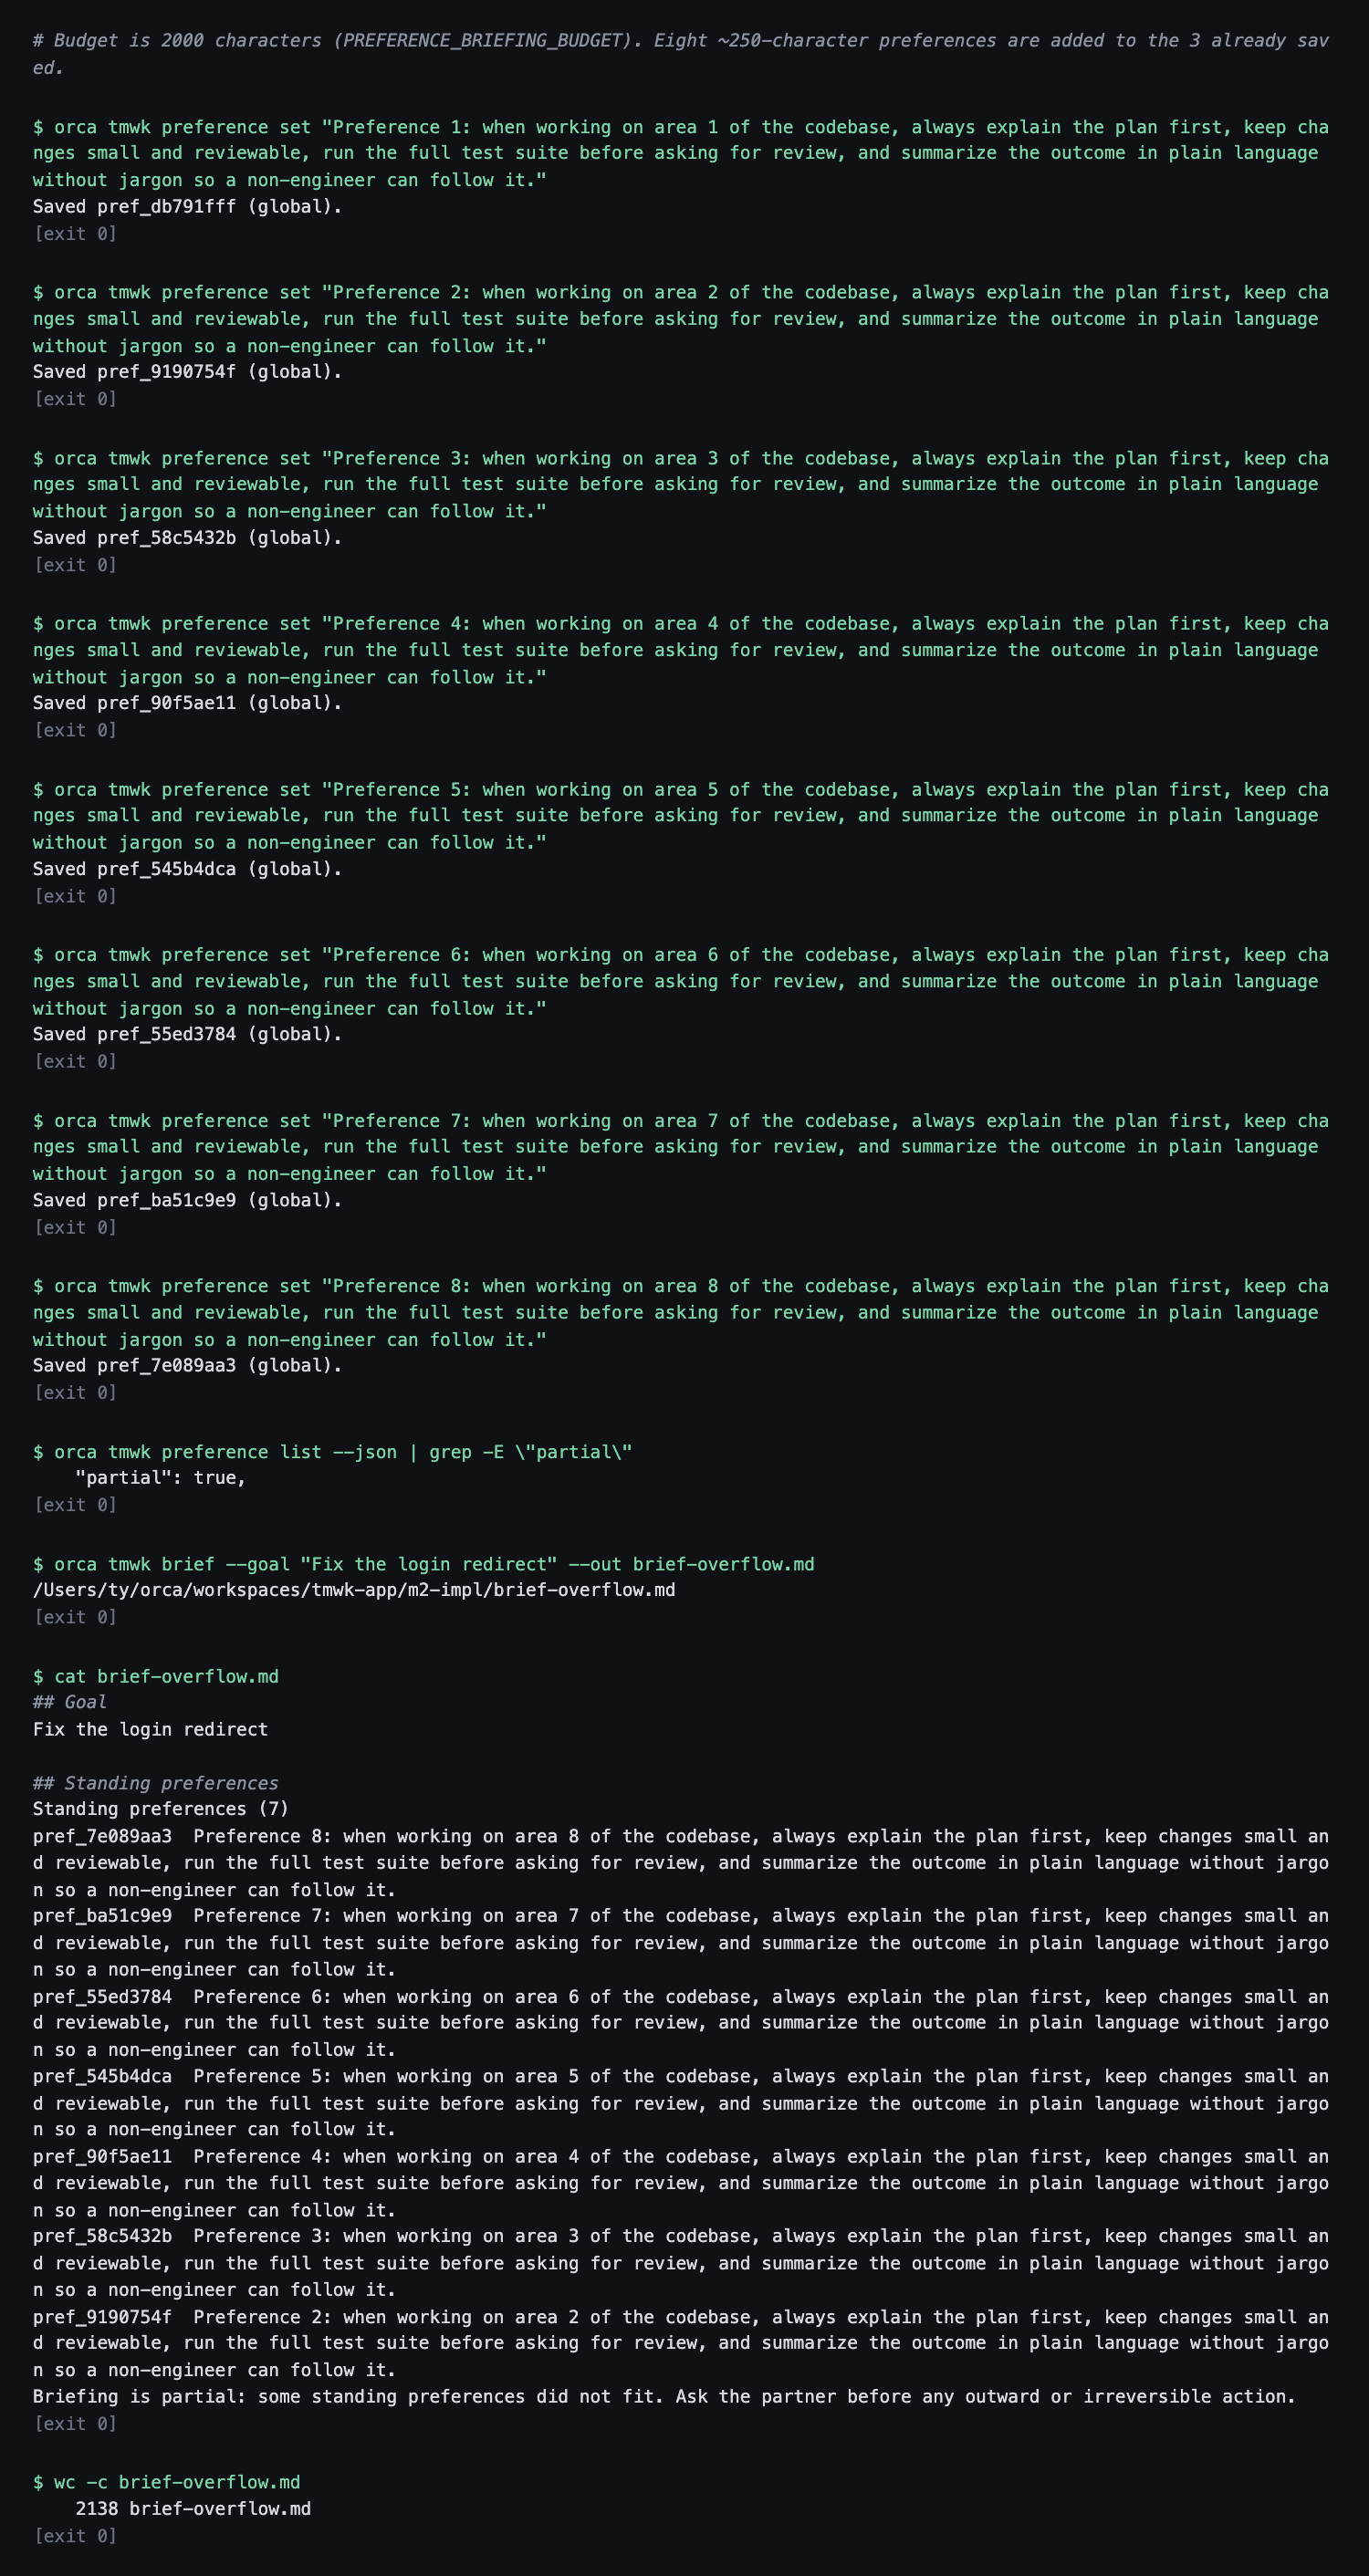 # Budget is 2000 characters (PREFERENCE_BRIEFING_BUDGET). Eight ~250-character preferences are added to the 3 already sav
ed.
$ orca tmwk preference set "Preference 1: when working on area 1 of the codebase, always explain the plan first, keep cha
nges small and reviewable, run the full test suite before asking for review, and summarize the outcome in plain language
without jargon so a non-engineer can follow it."
Saved pref_db791fff (global).
[exit 0]
$ orca tmwk preference set "Preference 2: when working on area 2 of the codebase, always explain the plan first, keep cha
nges small and reviewable, run the full test suite before asking for review, and summarize the outcome in plain language
without jargon so a non-engineer can follow it."
Saved pref_9190754f (global).
[exit 0]
$ orca tmwk preference set "Preference 3: when working on area 3 of the codebase, always explain the plan first, keep cha
nges small and reviewable, run the full test suite before asking for review, and summarize the outcome in plain language
without jargon so a non-engineer can follow it."
Saved pref_58c5432b (global).
[exit 0]
$ orca tmwk preference set "Preference 4: when working on area 4 of the codebase, always explain the plan first, keep cha
nges small and reviewable, run the full test suite before asking for review, and summarize the outcome in plain language
without jargon so a non-engineer can follow it."
Saved pref_90f5ae11 (global).
[exit 0]
$ orca tmwk preference set "Preference 5: when working on area 5 of the codebase, always explain the plan first, keep cha
nges small and reviewable, run the full test suite before asking for review, and summarize the outcome in plain language
without jargon so a non-engineer can follow it."
Saved pref_545b4dca (global).
[exit 0]
$ orca tmwk preference set "Preference 6: when working on area 6 of the codebase, always explain the plan first, keep cha
nges small and reviewable, run the full test suite before asking for review, and summarize the outcome in plain language
without jargon so a non-engineer can follow it."
Saved pref_55ed3784 (global).
[exit 0]
$ orca tmwk preference set "Preference 7: when working on area 7 of the codebase, always explain the plan first, keep cha
nges small and reviewable, run the full test suite before asking for review, and summarize the outcome in plain language
without jargon so a non-engineer can follow it."
Saved pref_ba51c9e9 (global).
[exit 0]
$ orca tmwk preference set "Preference 8: when working on area 8 of the codebase, always explain the plan first, keep cha
nges small and reviewable, run the full test suite before asking for review, and summarize the outcome in plain language
without jargon so a non-engineer can follow it."
Saved pref_7e089aa3 (global).
[exit 0]
$ orca tmwk preference list --json | grep -E \"partial\"
    "partial": true,
[exit 0]
$ orca tmwk brief --goal "Fix the login redirect" --out brief-overflow.md
/Users/ty/orca/workspaces/tmwk-app/m2-impl/brief-overflow.md
[exit 0]
$ cat brief-overflow.md
## Goal
Fix the login redirect
## Standing preferences
Standing preferences (7)
pref_7e089aa3  Preference 8: when working on area 8 of the codebase, always explain the plan first, keep changes small an
d reviewable, run the full test suite before asking for review, and summarize the outcome in plain language without jargo
n so a non-engineer can follow it.
pref_ba51c9e9  Preference 7: when working on area 7 of the codebase, always explain the plan first, keep changes small an
d reviewable, run the full test suite before asking for review, and summarize the outcome in plain language without jargo
n so a non-engineer can follow it.
pref_55ed3784  Preference 6: when working on area 6 of the codebase, always explain the plan first, keep changes small an
d reviewable, run the full test suite before asking for review, and summarize the outcome in plain language without jargo
n so a non-engineer can follow it.
pref_545b4dca  Preference 5: when working on area 5 of the codebase, always explain the plan first, keep changes small an
d reviewable, run the full test suite before asking for review, and summarize the outcome in plain language without jargo
n so a non-engineer can follow it.
pref_90f5ae11  Preference 4: when working on area 4 of the codebase, always explain the plan first, keep changes small an
d reviewable, run the full test suite before asking for review, and summarize the outcome in plain language without jargo
n so a non-engineer can follow it.
pref_58c5432b  Preference 3: when working on area 3 of the codebase, always explain the plan first, keep changes small an
d reviewable, run the full test suite before asking for review, and summarize the outcome in plain language without jargo
n so a non-engineer can follow it.
pref_9190754f  Preference 2: when working on area 2 of the codebase, always explain the plan first, keep changes small an
d reviewable, run the full test suite before asking for review, and summarize the outcome in plain language without jargo
n so a non-engineer can follow it.
Briefing is partial: some standing preferences did not fit. Ask the partner before any outward or irreversible action.
[exit 0]
$ wc -c brief-overflow.md
    2138 brief-overflow.md
[exit 0]